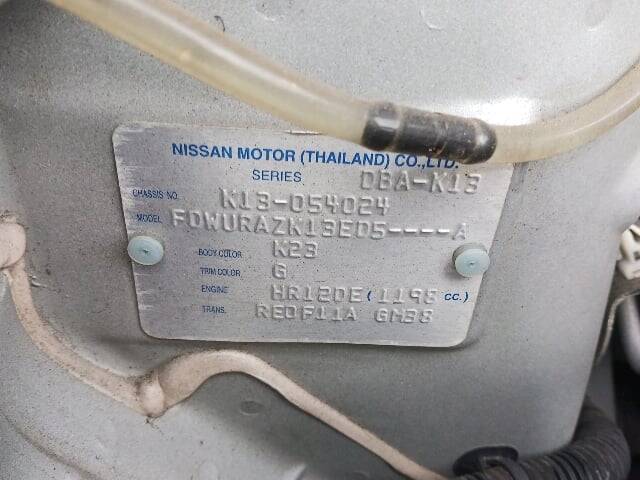 NISSAN MOTOR (THAILAND) CO.,LTD.
SERIES DBA-K13
CHASSIS NO. K13-054024
MODEL FDWURAZK13EDS----A
BODY COLOR K23
TRIM COLOR G
ENGINE HR12DE (1198 CC.)
TRANS. RE0F11A GM38